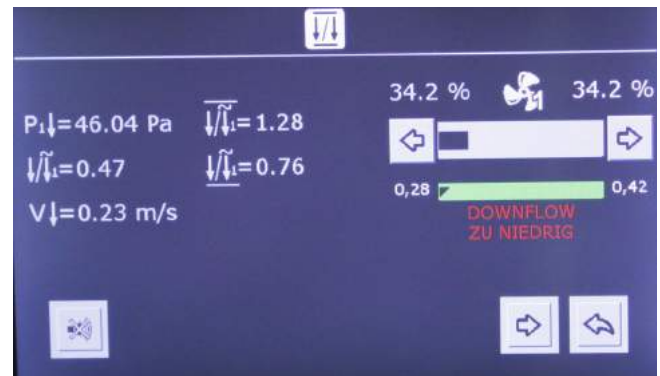 34.2 % 34.2 %
P₁↓=46.04 Pa
↓/↑̃₁=1.28
↓/↑̃₁=0.47
↓/↑̃₁=0.76
V↓=0.23 m/s
0,28
0,42
DOWNFLOW
ZU NIEDRIG